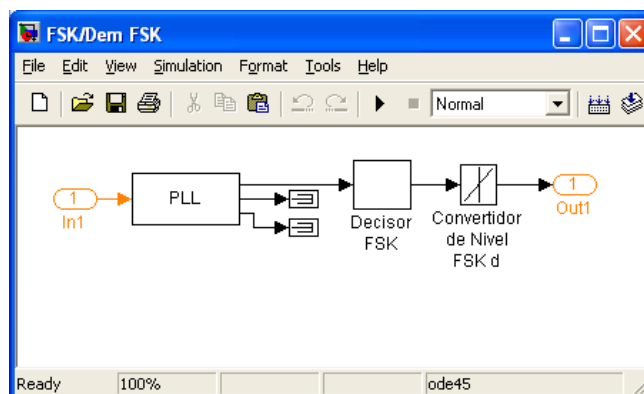 FSK/Dem FSK
File Edit View Simulation Format Tools Help
Normal
1
In1
PLL
Decisor
FSK
Convertidor
de Nivel
FSK d
1
Out1
Ready 100% ode45